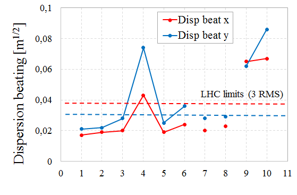 Disp beat x
Disp beat y
Dispersion beating [m^1/2]
0,1
0,08
0,06
0,04
0,02
0
LHC limits (3 RMS)
0 1 2 3 4 5 6 7 8 9 10 11